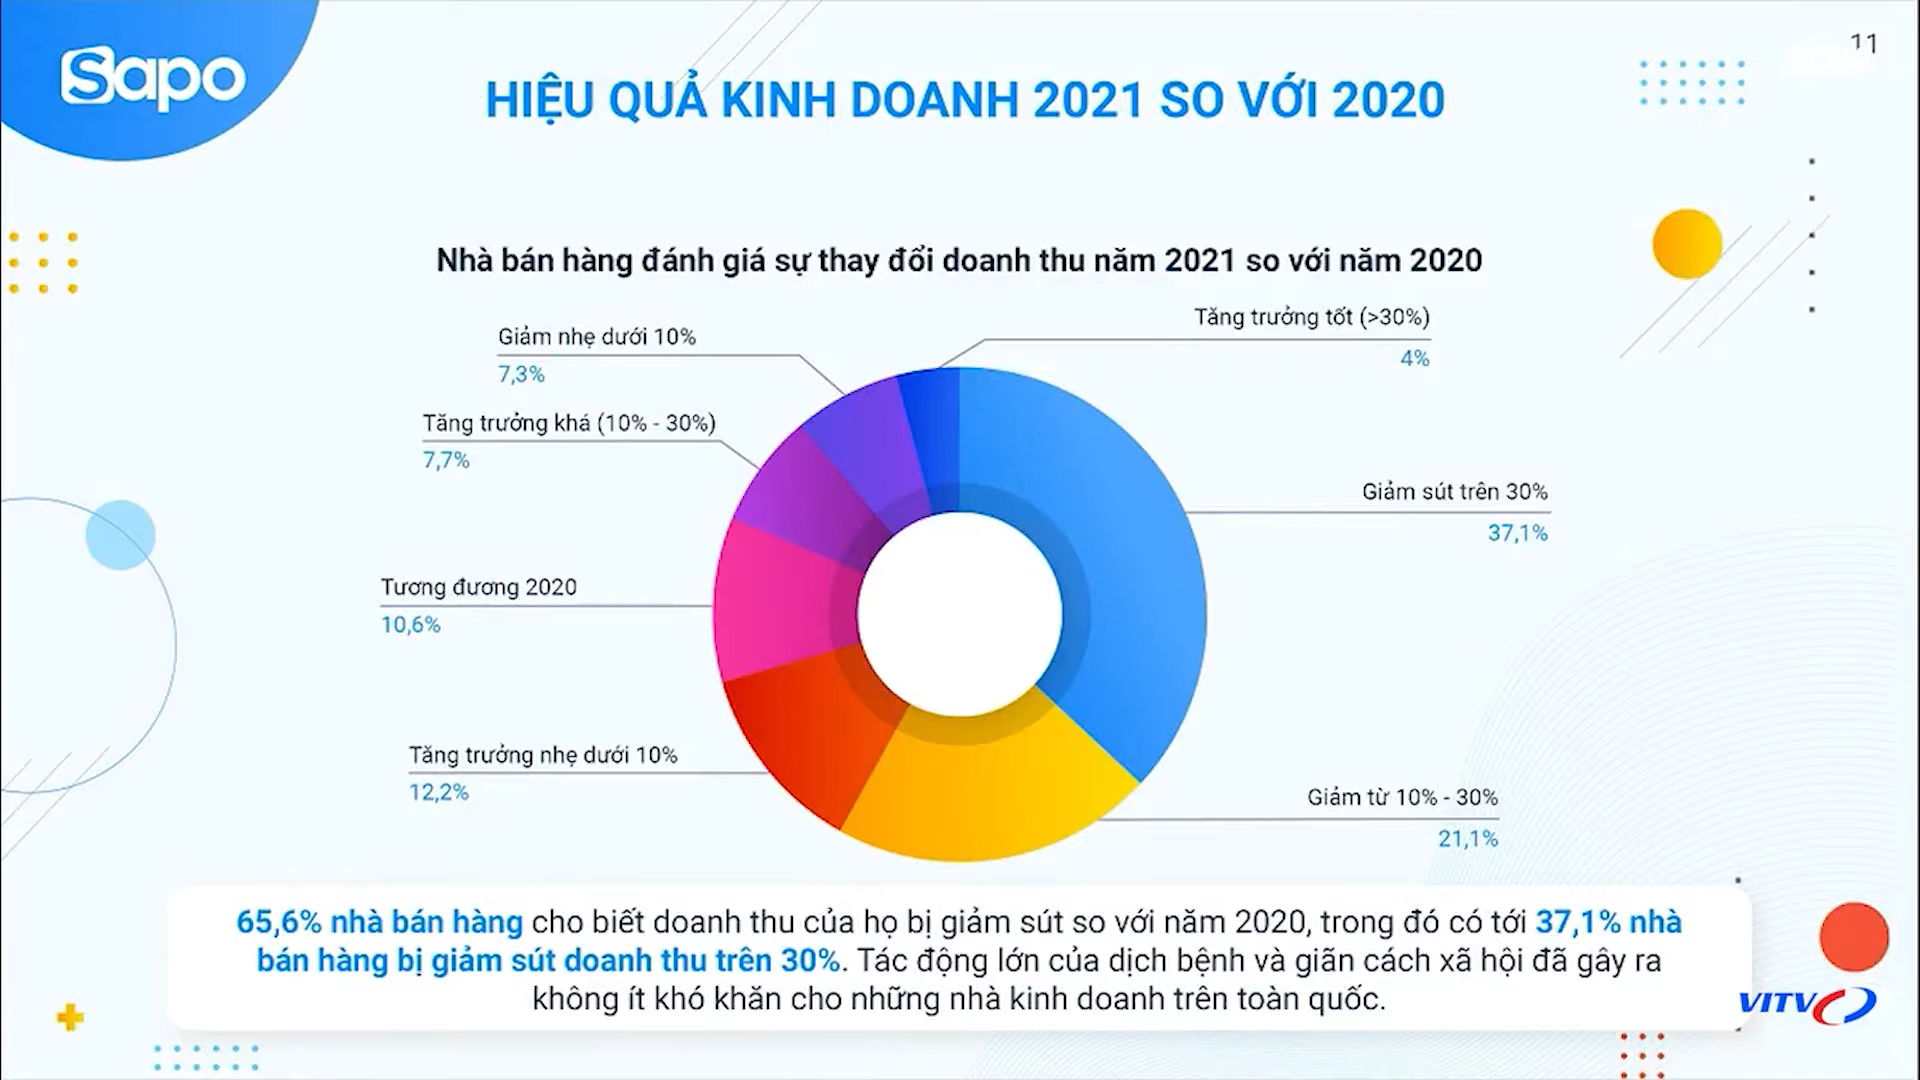 Sapo
11
HIỆU QUẢ KINH DOANH 2021 SO VỚI 2020
Nhà bán hàng đánh giá sự thay đổi doanh thu năm 2021 so với năm 2020
Tăng trưởng tốt (>30%)
4%
Giảm nhẹ dưới 10%
7,3%
Tăng trưởng khá (10% - 30%)
7,7%
Giảm sút trên 30%
37,1%
Tương đương 2020
10,6%
Tăng trưởng nhẹ dưới 10%
12,2%
Giảm từ 10% - 30%
21,1%
65,6% nhà bán hàng cho biết doanh thu của họ bị giảm sút so với năm 2020, trong đó có tới 37,1% nhà
bán hàng bị giảm sút doanh thu trên 30%. Tác động lớn của dịch bệnh và giãn cách xã hội đã gây ra
không ít khó khăn cho những nhà kinh doanh trên toàn quốc.
VITV